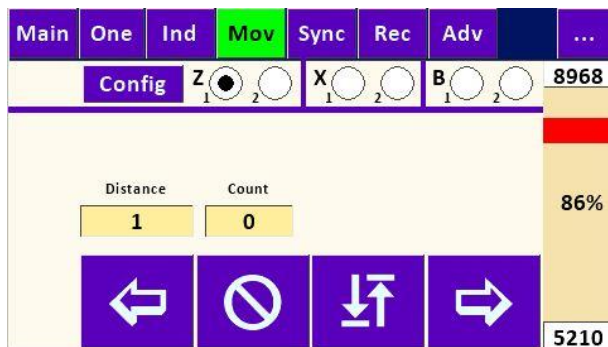 Main One Ind Mov Sync Rec Adv ...
Config Z 1 2 X 1 2 B 1 2 8968
Distance Count
1 0
86%
5210